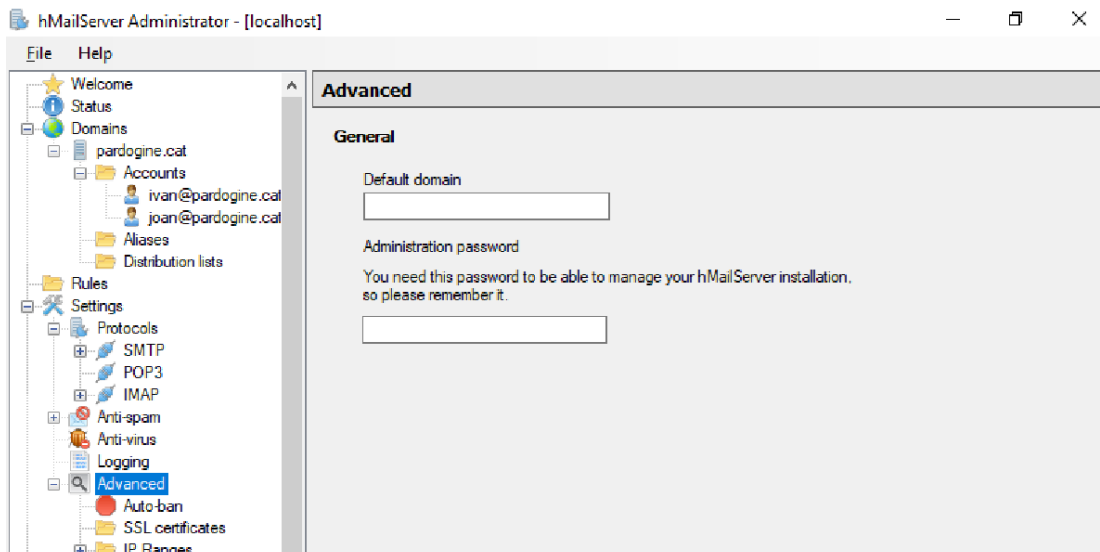 hMailServer Administrator - [localhost]
File Help
Welcome
Status
Domains
pardogine.cat
Accounts
ivan@pardogine.cat
joan@pardogine.cat
Aliases
Distribution lists
Rules
Settings
Protocols
SMTP
POP3
IMAP
Anti-spam
Anti-virus
Logging
Advanced
Auto-ban
SSL certificates
IP Ranges
Advanced
General
Default domain
Administration password
You need this password to be able to manage your hMailServer installation,
so please remember it.